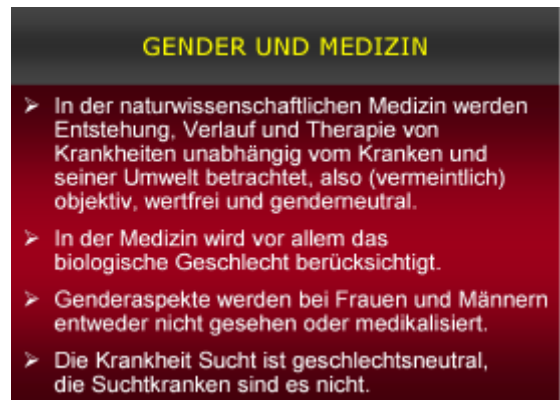 GENDER UND MEDIZIN
➢ In der naturwissenschaftlichen Medizin werden
Entstehung, Verlauf und Therapie von
Krankheiten unabhängig vom Kranken und
seiner Umwelt betrachtet, also (vermeintlich)
objektiv, wertfrei und genderneutral.
➢ In der Medizin wird vor allem das
biologische Geschlecht berücksichtigt.
➢ Genderaspekte werden bei Frauen und Männern
entweder nicht gesehen oder medikalisiert.
➢ Die Krankheit Sucht ist geschlechtsneutral,
die Suchtkranken sind es nicht.